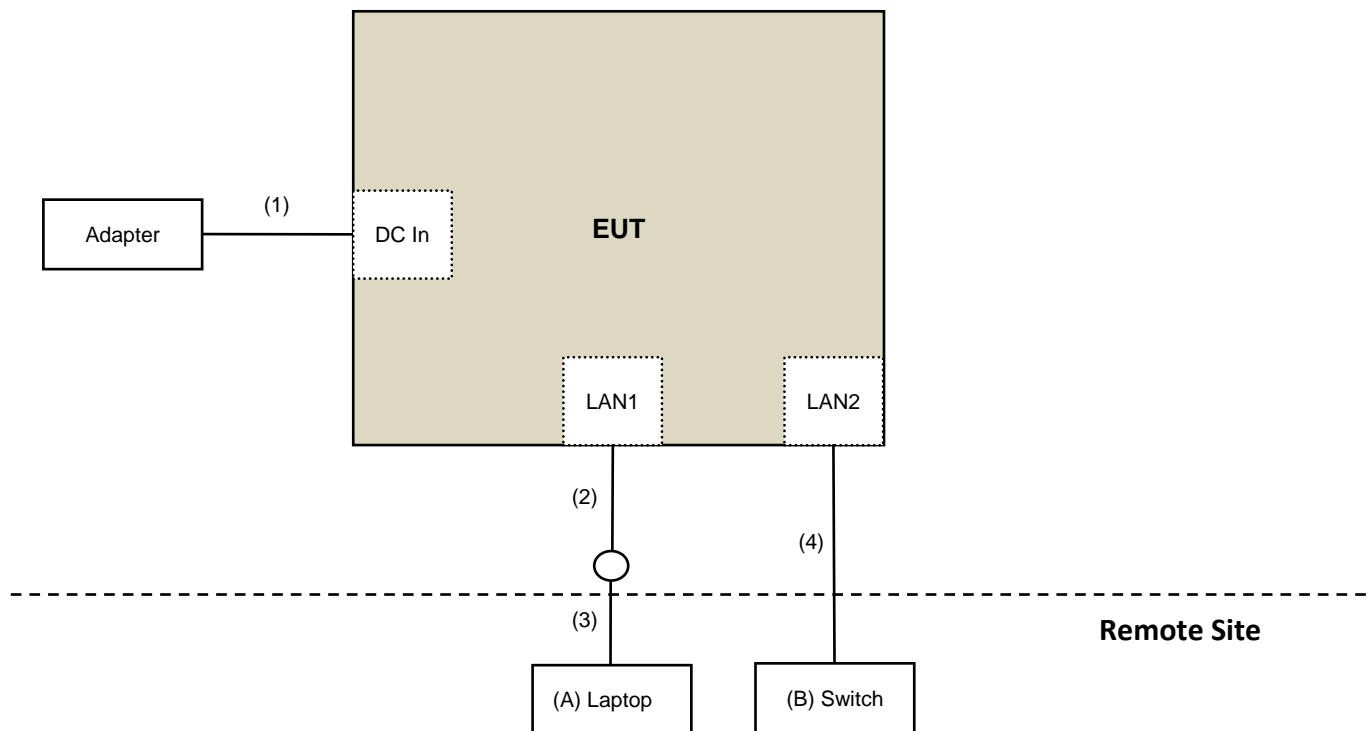 (1)
Adapter
DC In
EUT
LAN1
LAN2
(2)
(4)
(3)
Remote Site
(A) Laptop
(B) Switch